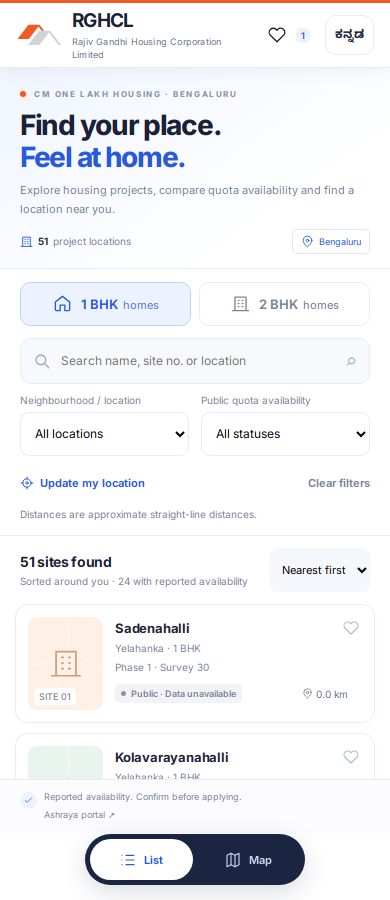 RGHCL
Rajiv Gandhi Housing Corporation
Limited
1
ಕನ್ನಡ
CM ONE LAKH HOUSING · BENGALURU
Find your place.
Feel at home.
Explore housing projects, compare quota availability and find a
location near you.
51 project locations
Bengaluru
1 BHK homes
2 BHK homes
Search name, site no. or location
Neighbourhood / location
Public quota availability
All locations
All statuses
Update my location
Clear filters
Distances are approximate straight-line distances.
51 sites found
Nearest first
Sorted around you · 24 with reported availability
Sadenahalli
Yelahanka · 1 BHK
Phase 1 · Survey 30
SITE 01
Public · Data unavailable
0.0 km
Kolavarayanahalli
Yelahanka · 1 BHK
Reported availability. Confirm before applying.
Ashraya portal ↗
List
Map